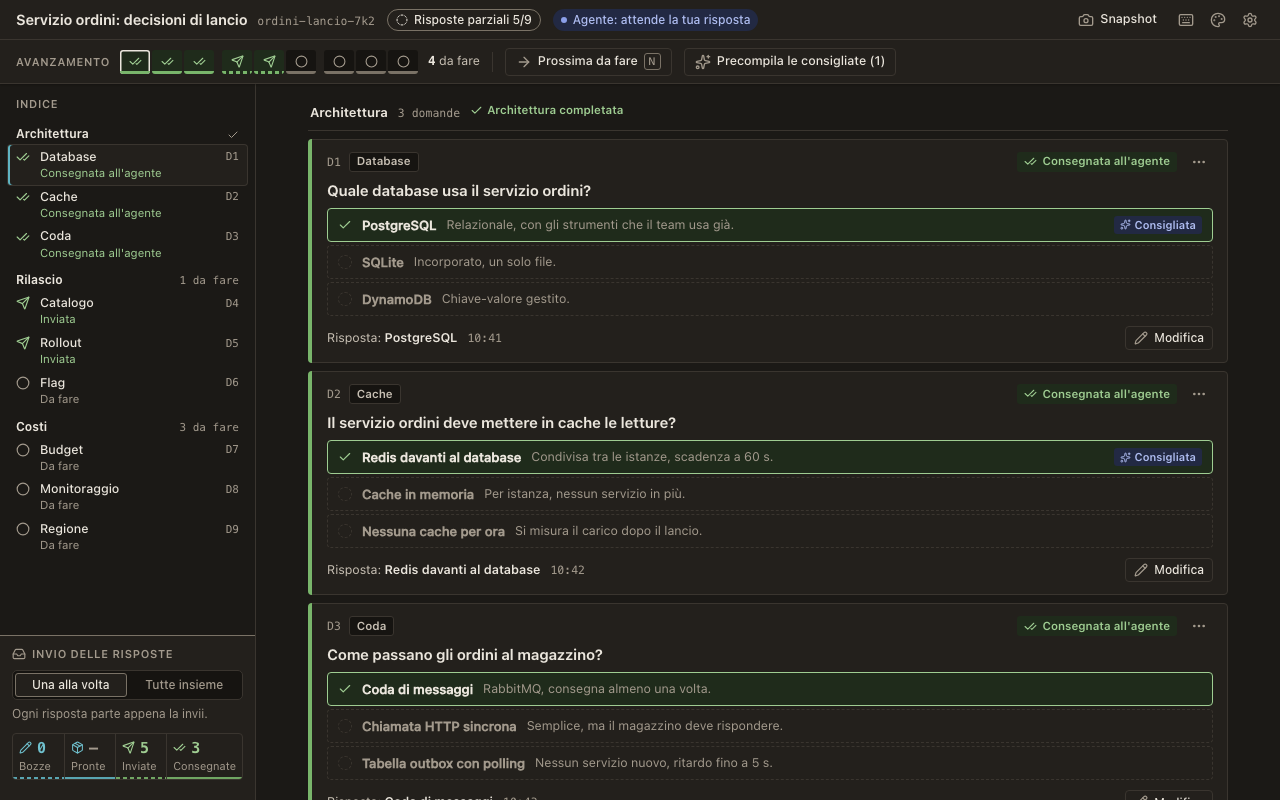 Servizio ordini: decisioni di lancio ordini-lancio-7k2 Risposte parziali 5/9 Agente: attende la tua risposta Snapshot
AVANZAMENTO 4 da fare Prossima da fare N Precompila le consigliate (1)
INDICE
Architettura
Database D1
Consegnata all'agente
Cache D2
Consegnata all'agente
Coda D3
Consegnata all'agente
Rilascio 1 da fare
Catalogo D4
Inviata
Rollout D5
Inviata
Flag D6
Da fare
Costi 3 da fare
Budget D7
Da fare
Monitoraggio D8
Da fare
Regione D9
Da fare
INVIO DELLE RISPOSTE
Una alla volta Tutte insieme
Ogni risposta parte appena la invii.
0 – 5 3
Bozze Pronte Inviate Consegnate
Architettura 3 domande Architettura completata
D1 Database Consegnata all'agente
Quale database usa il servizio ordini?
PostgreSQL Relazionale, con gli strumenti che il team usa già. Consigliata
SQLite Incorporato, un solo file.
DynamoDB Chiave-valore gestito.
Risposta: PostgreSQL 10:41 Modifica
D2 Cache Consegnata all'agente
Il servizio ordini deve mettere in cache le letture?
Redis davanti al database Condivisa tra le istanze, scadenza a 60 s. Consigliata
Cache in memoria Per istanza, nessun servizio in più.
Nessuna cache per ora Si misura il carico dopo il lancio.
Risposta: Redis davanti al database 10:42 Modifica
D3 Coda Consegnata all'agente
Come passano gli ordini al magazzino?
Coda di messaggi RabbitMQ, consegna almeno una volta.
Chiamata HTTP sincrona Semplice, ma il magazzino deve rispondere.
Tabella outbox con polling Nessun servizio nuovo, ritardo fino a 5 s.
Risposta: Coda di messaggi Modifica